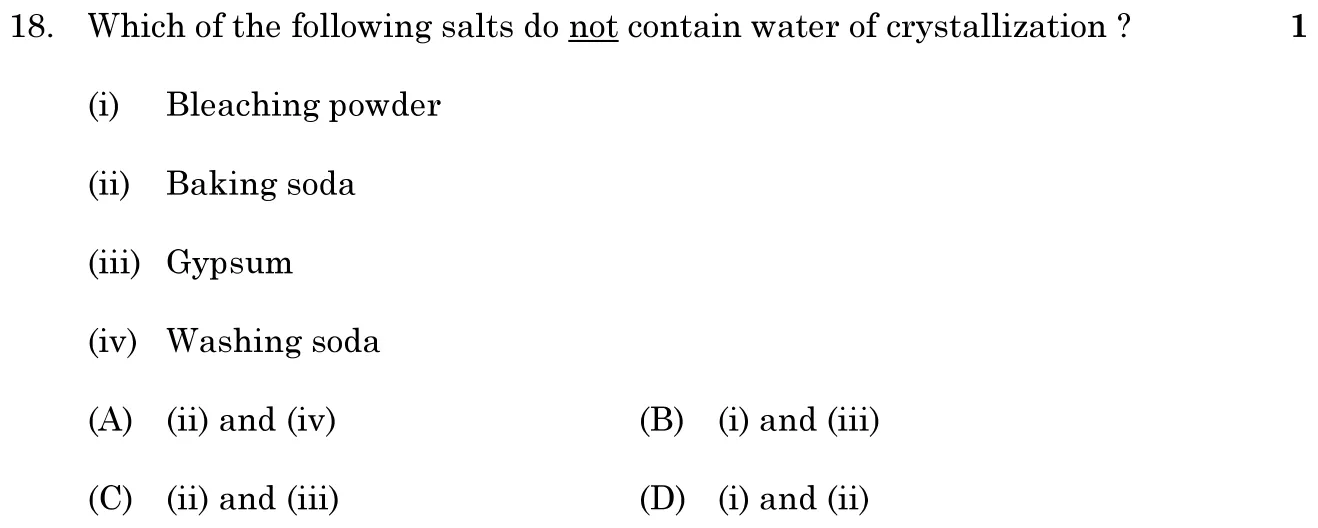 18. Which of the following salts do not contain water of crystallization ? 1
(i) Bleaching powder
(ii) Baking soda
(iii) Gypsum
(iv) Washing soda
(A) (ii) and (iv) (B) (i) and (iii)
(C) (ii) and (iii) (D) (i) and (ii)